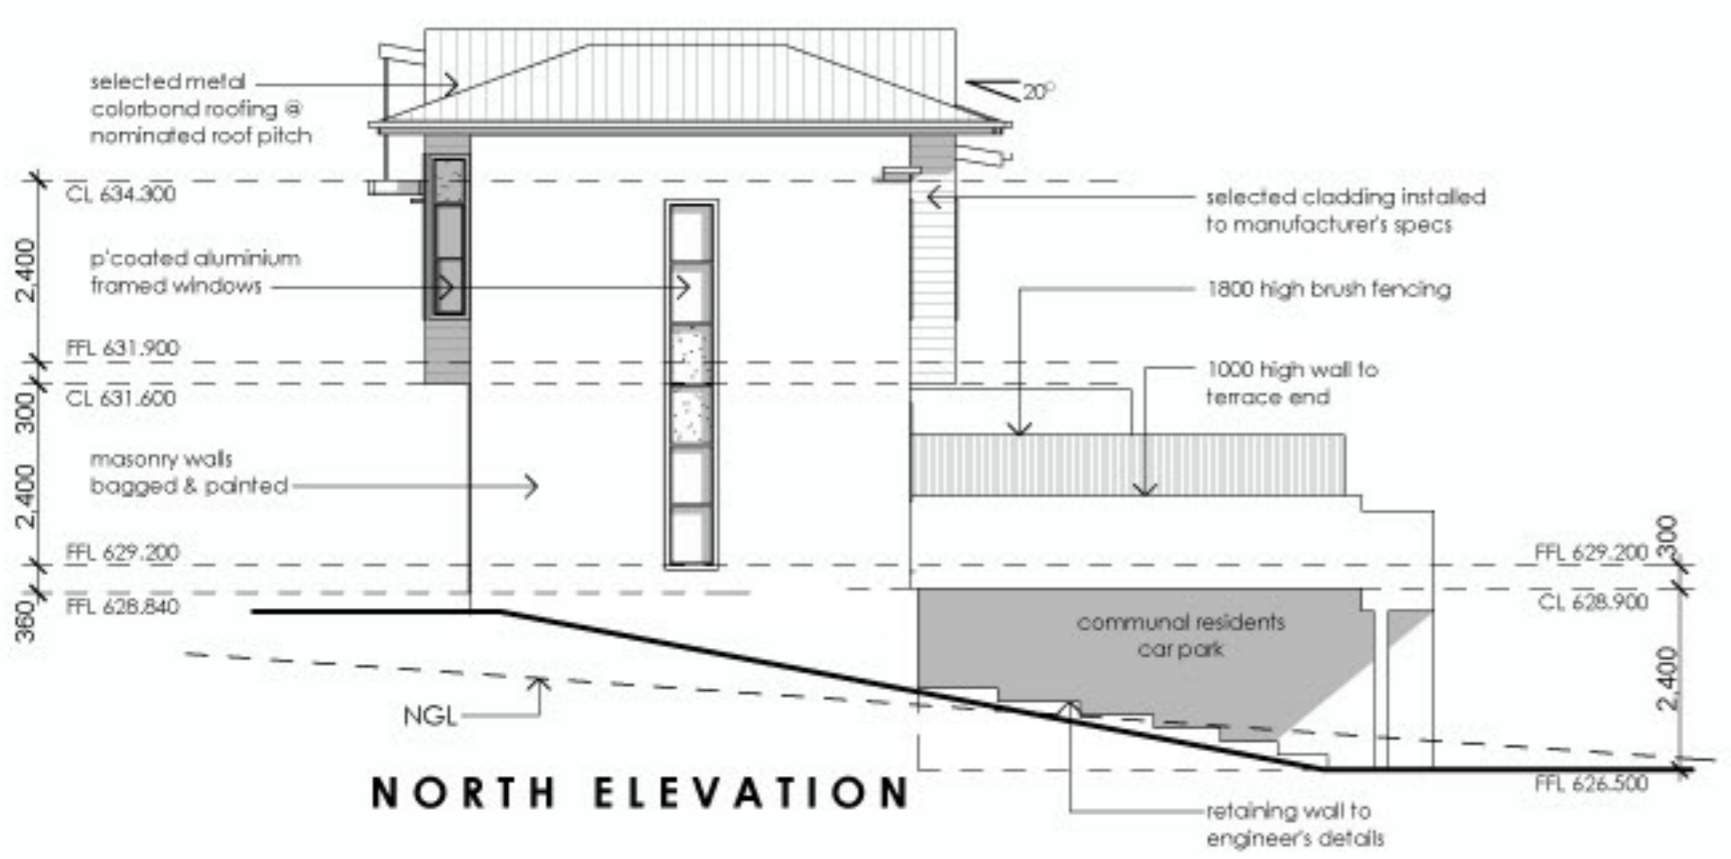 selected metal
colorbond roofing @
nominated roof pitch
20°
CL 634.300
selected cladding installed
to manufacturer's specs
2,400
p'coated aluminium
framed windows
1800 high brush fencing
FFL 631.900
1000 high wall to
terrace end
CL 631.600
300
masonry walls
bagged & painted
2,400
FFL 629.200
FFL 629.200
300
FFL 628.840
CL 628.900
360
communal residents
car park
2,400
NGL
FFL 626.500
NORTH ELEVATION
retaining wall to
engineer's details